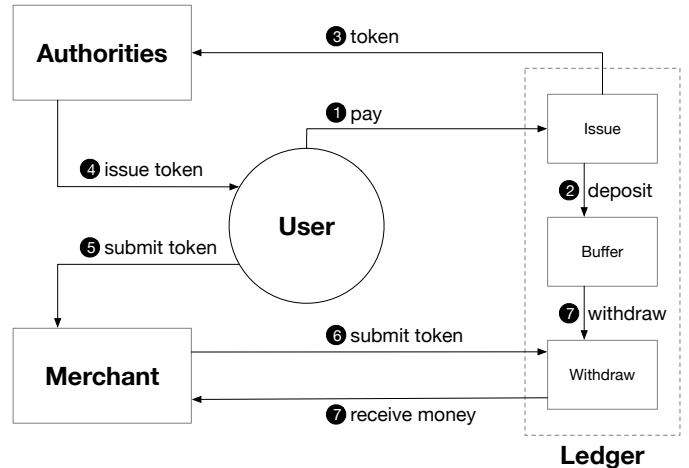 ❸ token
Authorities
❶ pay
Issue
❹ issue token
❷ deposit
User
❺ submit token
Buffer
❼ withdraw
❻ submit token
Merchant
Withdraw
❼ receive money
Ledger